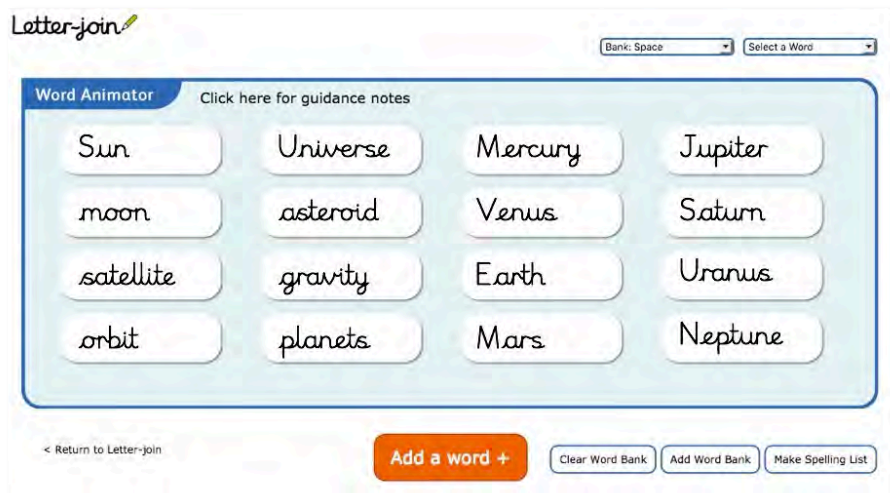 Letter-join
Bank: Space Select a Word
Word Animator Click here for guidance notes
Sun Universe Mercury Jupiter
moon asteroid Venus Saturn
satellite gravity Earth Uranus
orbit planets Mars Neptune
< Return to Letter-join Add a word + Clear Word Bank Add Word Bank Make Spelling List